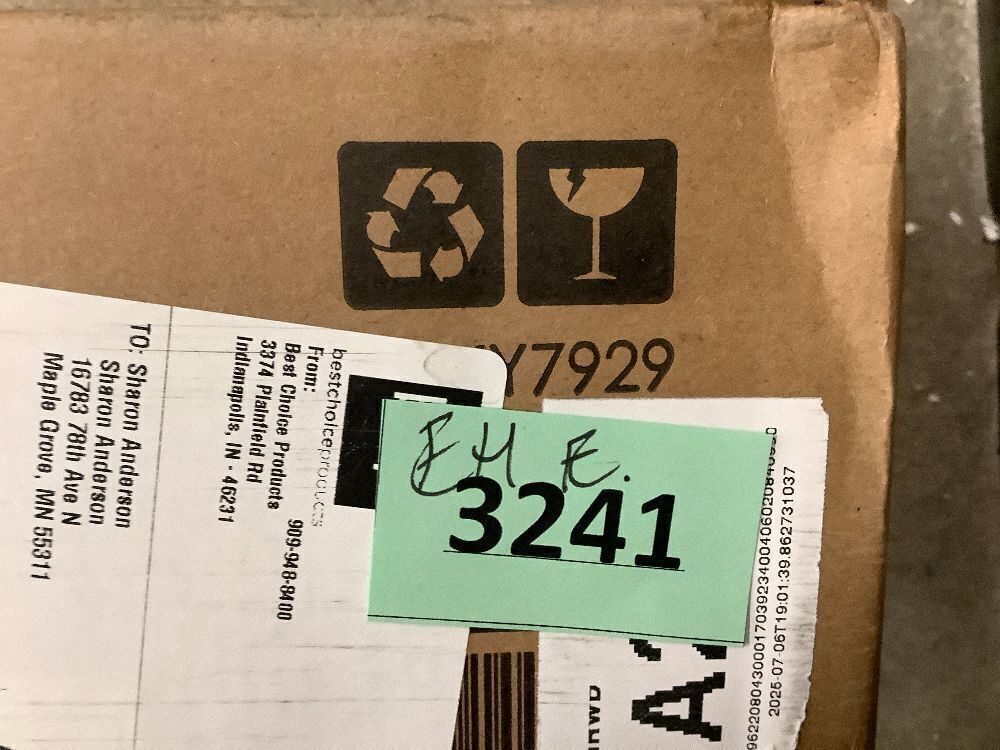 Y7929
EH E.
3241
bestchoiceproducts
From:
Best Choice Products 909-948-8400
3374 Plainfield Rd
Indianapolis, IN - 46231
TO: Sharon Anderson
Sharon Anderson
16783 78th Ave N
Maple Grove, MN 55311
2025-07-06T19:01:39.862731037